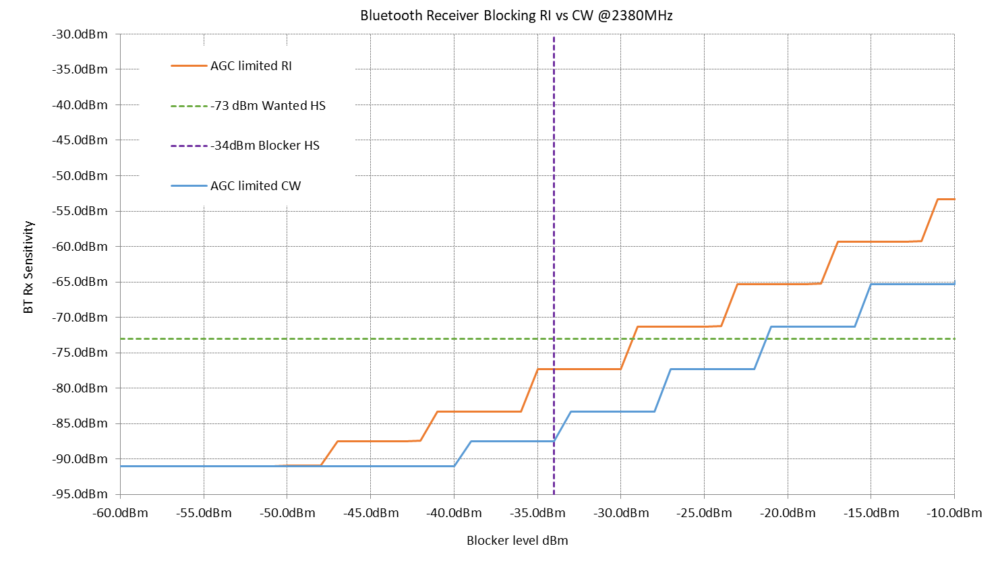 Bluetooth Receiver Blocking RI vs CW @2380MHz
-30.0dBm
-35.0dBm
-40.0dBm
-45.0dBm
-50.0dBm
-55.0dBm
-60.0dBm
-65.0dBm
-70.0dBm
-75.0dBm
-80.0dBm
-85.0dBm
-90.0dBm
-95.0dBm
BT Rx Sensitivity
AGC limited RI
-73 dBm Wanted HS
-34dBm Blocker HS
AGC limited CW
-60.0dBm -55.0dBm -50.0dBm -45.0dBm -40.0dBm -35.0dBm -30.0dBm -25.0dBm -20.0dBm -15.0dBm -10.0dBm
Blocker level dBm